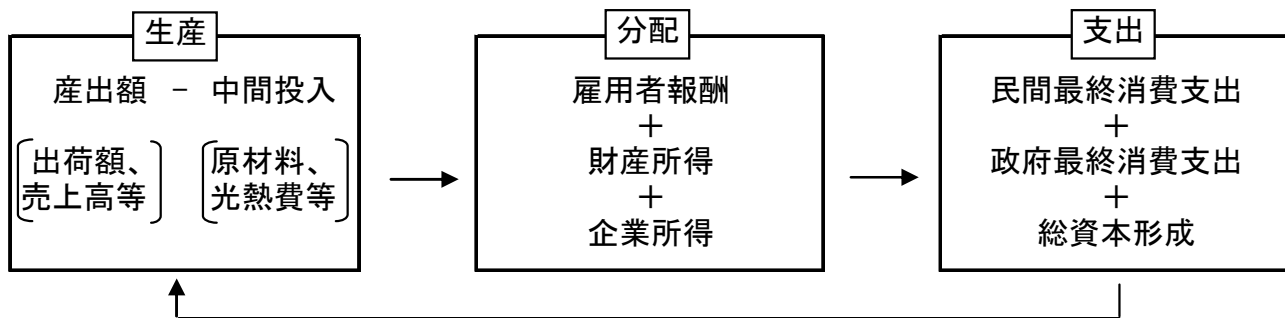 生産
産出額 － 中間投入
出荷額、
売上高等
原材料、
光熱費等
分配
雇用者報酬
＋
財産所得
＋
企業所得
支出
民間最終消費支出
＋
政府最終消費支出
＋
総資本形成